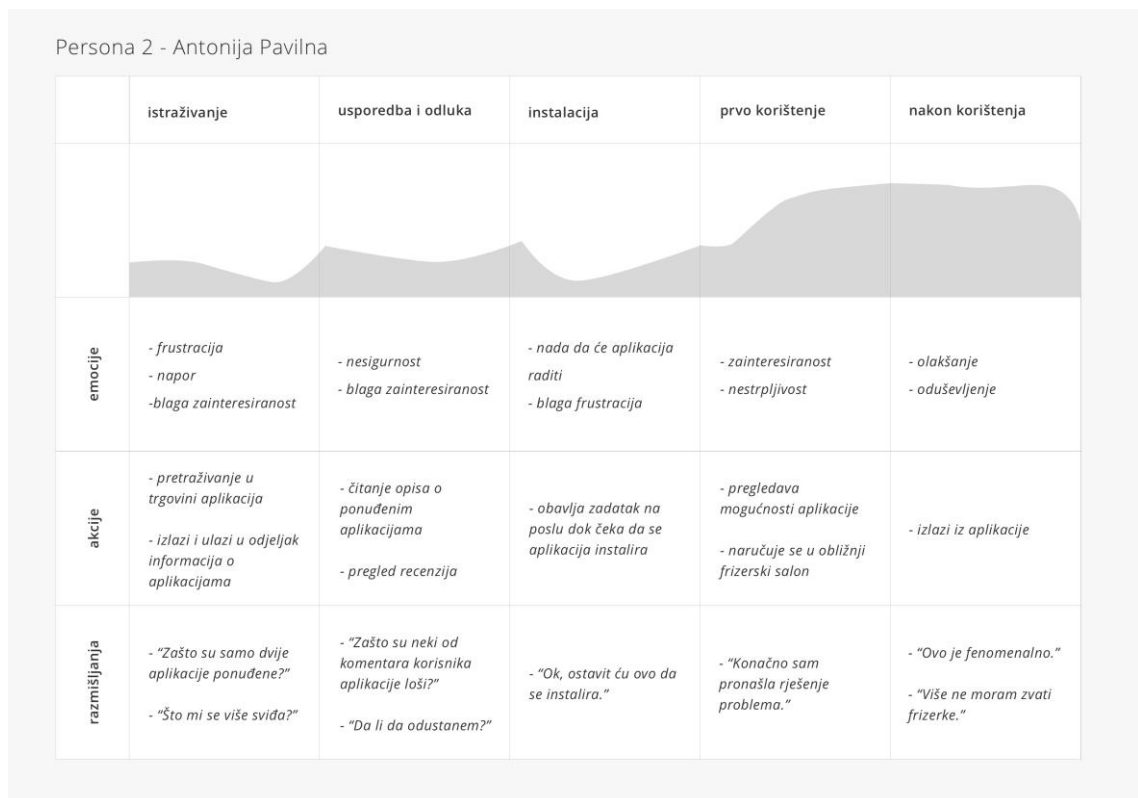 Persona 2 - Antonija Pavilna
istraživanje
usporedba i odluka
instalacija
prvo korištenje
nakon korištenja
emocije
- frustracija
- napor
-blaga zainteresiranost
- nesigurnost
- blaga zainteresiranost
- nada da će aplikacija
raditi
- blaga frustracija
- zainteresiranost
- nestrpljivost
- olakšanje
- oduševljenje
akcije
- pretraživanje u
trgovini aplikacija
- izlazi i ulazi u odjeljak
informacija o
aplikacijama
- čitanje opisa o
ponuđenim
aplikacijama
- pregled recenzija
- obavlja zadatak na
poslu dok čeka da se
aplikacija instalira
- pregledava
mogućnosti aplikacije
- naručuje se u obližnji
frizerski salon
- izlazi iz aplikacije
razmišljanja
- “Zašto su samo dvije
aplikacije ponuđene?”
- “Što mi se više sviđa?”
- “Zašto su neki od
komentara korisnika
aplikacije loši?”
- “Da li da odustanem?”
- “Ok, ostavit ću ovo da
se instalira.”
- “Konačno sam
pronašla rješenje
problema.”
- “Ovo je fenomenalno.”
- “Više ne moram zvati
frizerke.”